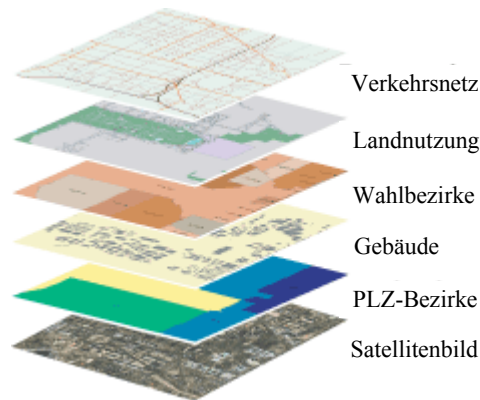 Verkehrsnetz
Landnutzung
Wahlbezirke
Gebäude
PLZ-Bezirke
Satellitenbild